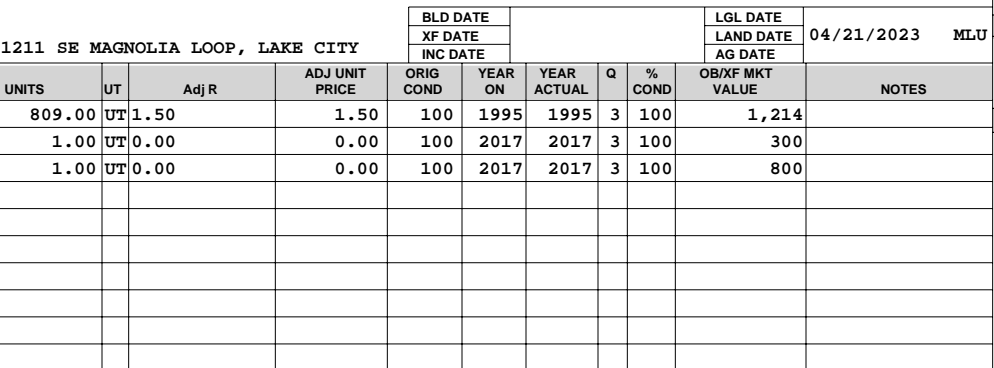 BLD DATE LGL DATE
XF DATE LAND DATE 04/21/2023 MLU
1211 SE MAGNOLIA LOOP, LAKE CITY
INC DATE AG DATE
UNITS UT Adj R ADJ UNIT PRICE ORIG COND YEAR ON YEAR ACTUAL Q % COND OB/XF MKT VALUE NOTES
809.00 UT 1.50 1.50 100 1995 1995 3 100 1,214
1.00 UT 0.00 0.00 100 2017 2017 3 100 300
1.00 UT 0.00 0.00 100 2017 2017 3 100 800